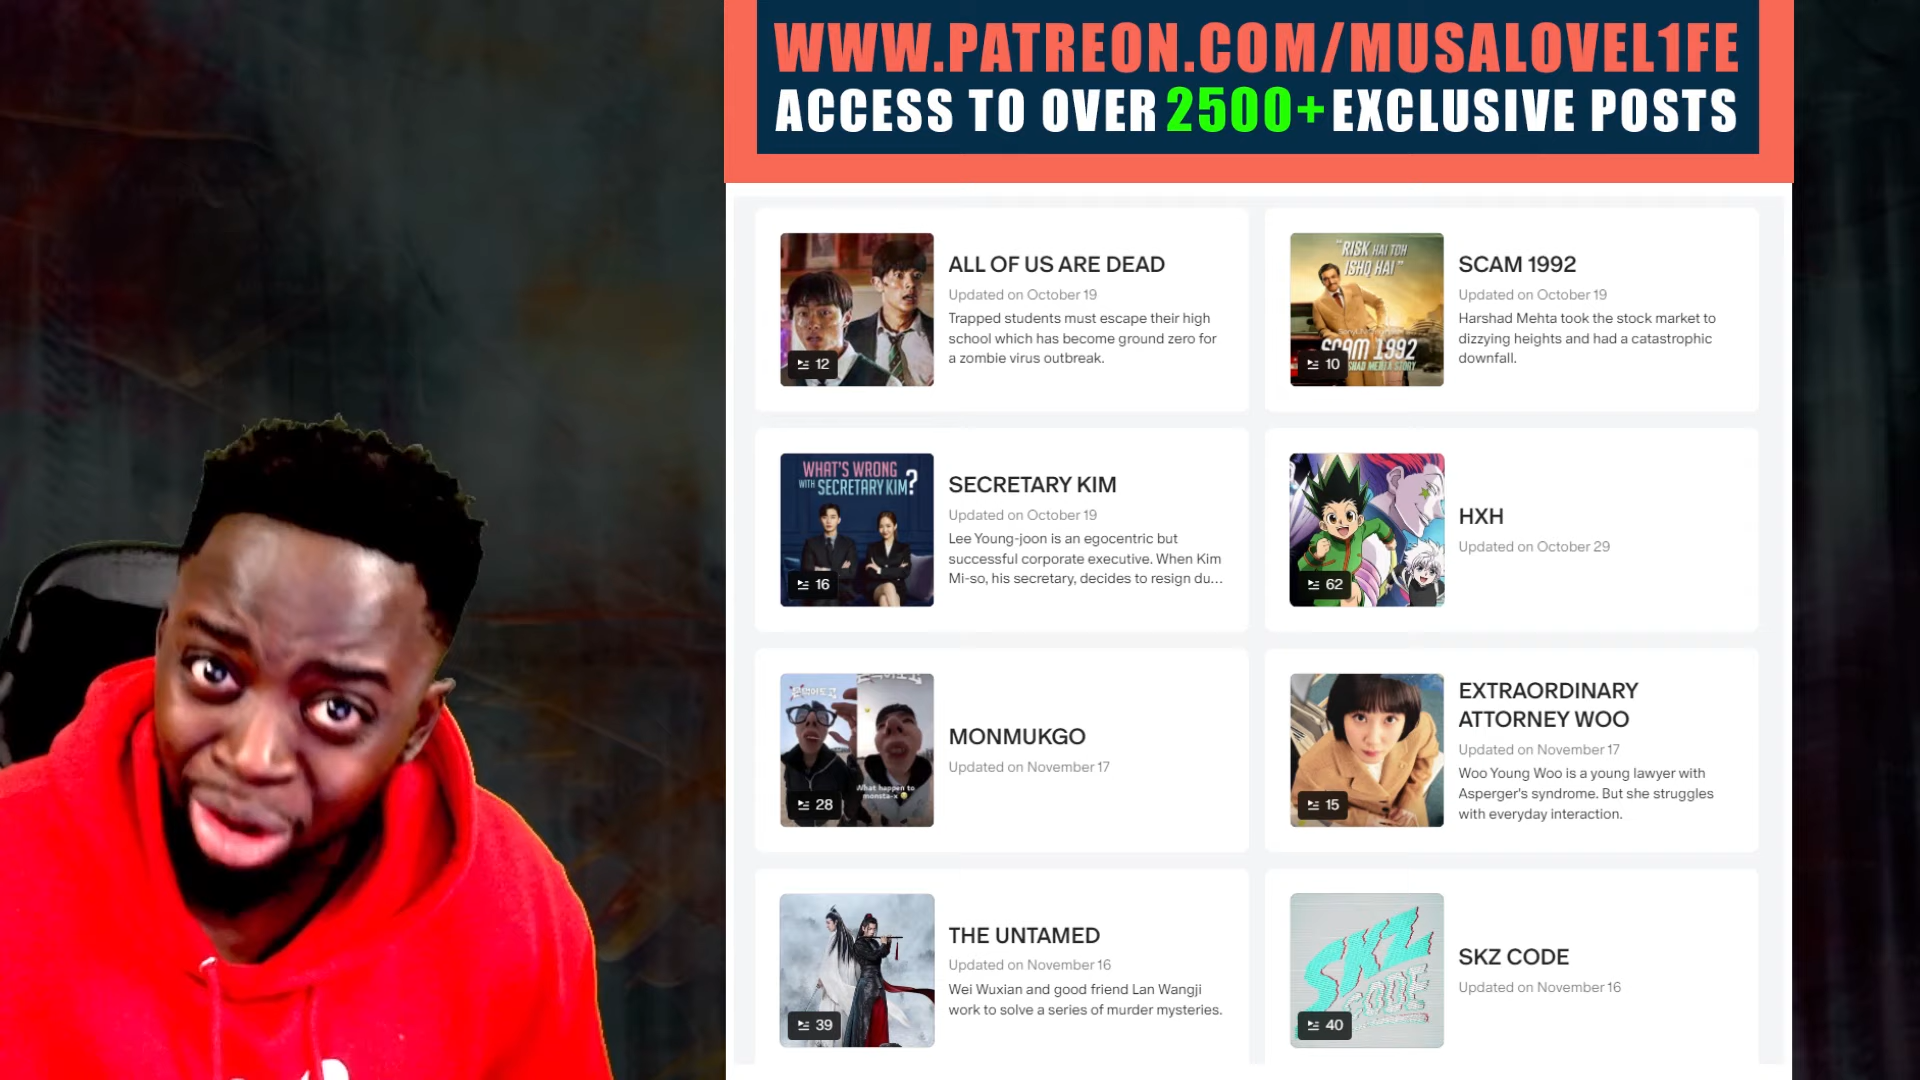 WWW.PATREON.COM/MUSALOVEL1FE
ACCESS TO OVER 2500+ EXCLUSIVE POSTS
12
ALL OF US ARE DEAD
Updated on October 19
Trapped students must escape their high
school which has become ground zero for
a zombie virus outbreak.
"RISK HAI TOH
ISHQ HAI"
SCAM 1992
10
SCAM 1992
Updated on October 19
Harshad Mehta took the stock market to
dizzying heights and had a catastrophic
downfall.
WHAT'S WRONG
WITH SECRETARY KIM?
16
SECRETARY KIM
Updated on October 19
Lee Young-joon is an egocentric but
successful corporate executive. When Kim
Mi-so, his secretary, decides to resign du...
62
HXH
Updated on October 29
What happen to
monsta-x
28
MONMUKGO
Updated on November 17
15
EXTRAORDINARY
ATTORNEY WOO
Updated on November 17
Woo Young Woo is a young lawyer with
Asperger's syndrome. But she struggles
with everyday interaction.
39
THE UNTAMED
Updated on November 16
Wei Wuxian and good friend Lan Wangji
work to solve a series of murder mysteries.
SKZ
CODE
40
SKZ CODE
Updated on November 16